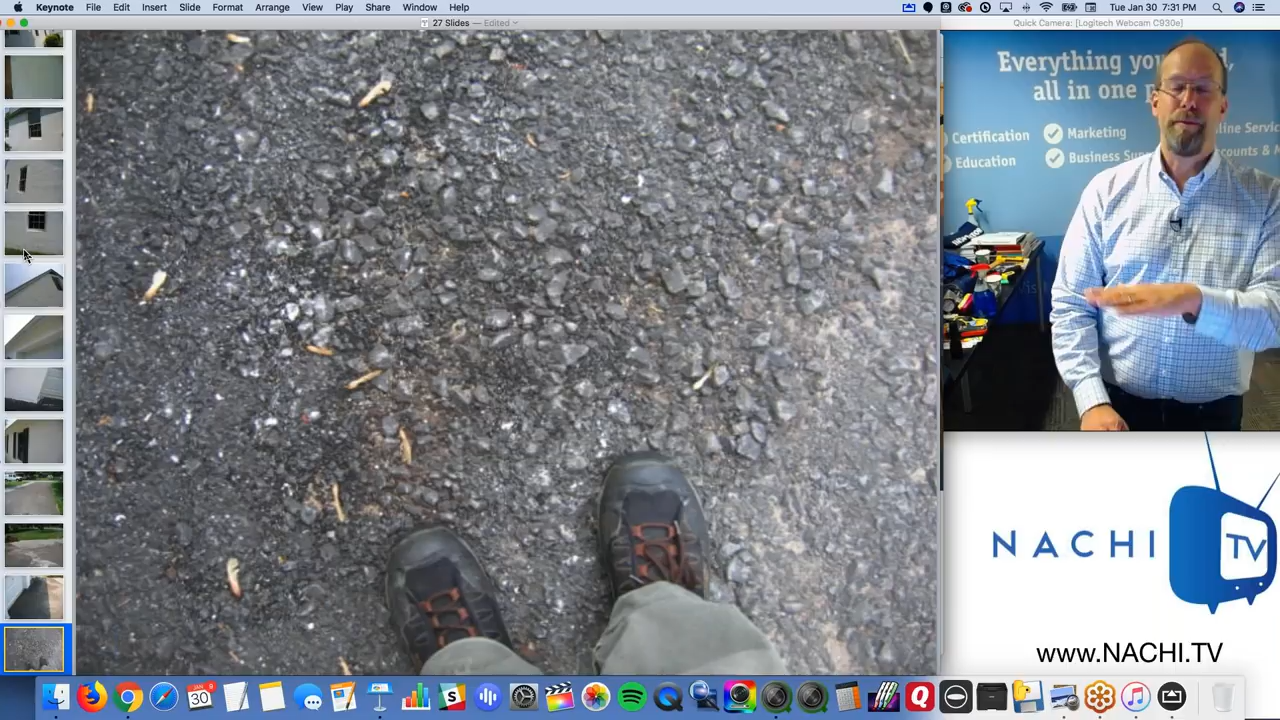 Keynote File Edit Insert Slide Format Arrange View Play Share Window Help Tue Jan 30 7:31 PM
27 Slides — Edited
Quick Camera: [Logitech Webcam C930e]
Everything
all in one
Certification Marketing
Education Business
NACHI TV
www.NACHI.TV